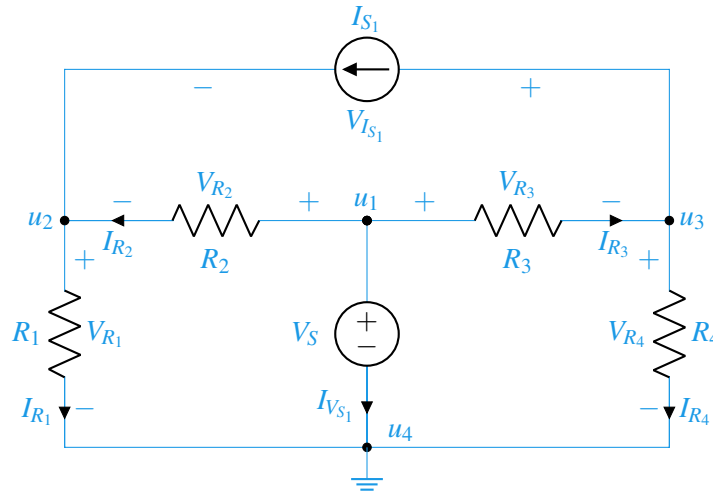 I_{S_1}
− +
V_{I_{S_1}}
V_{R_2} V_{R_3}
− + + −
u_2 u_1 u_3
I_{R_2} R_2 R_3 I_{R_3}
+ +
R_1 V_{R_1} V_S + − V_{R_4} R_4
I_{R_1} − I_{V_{S_1}} − I_{R_4}
u_4